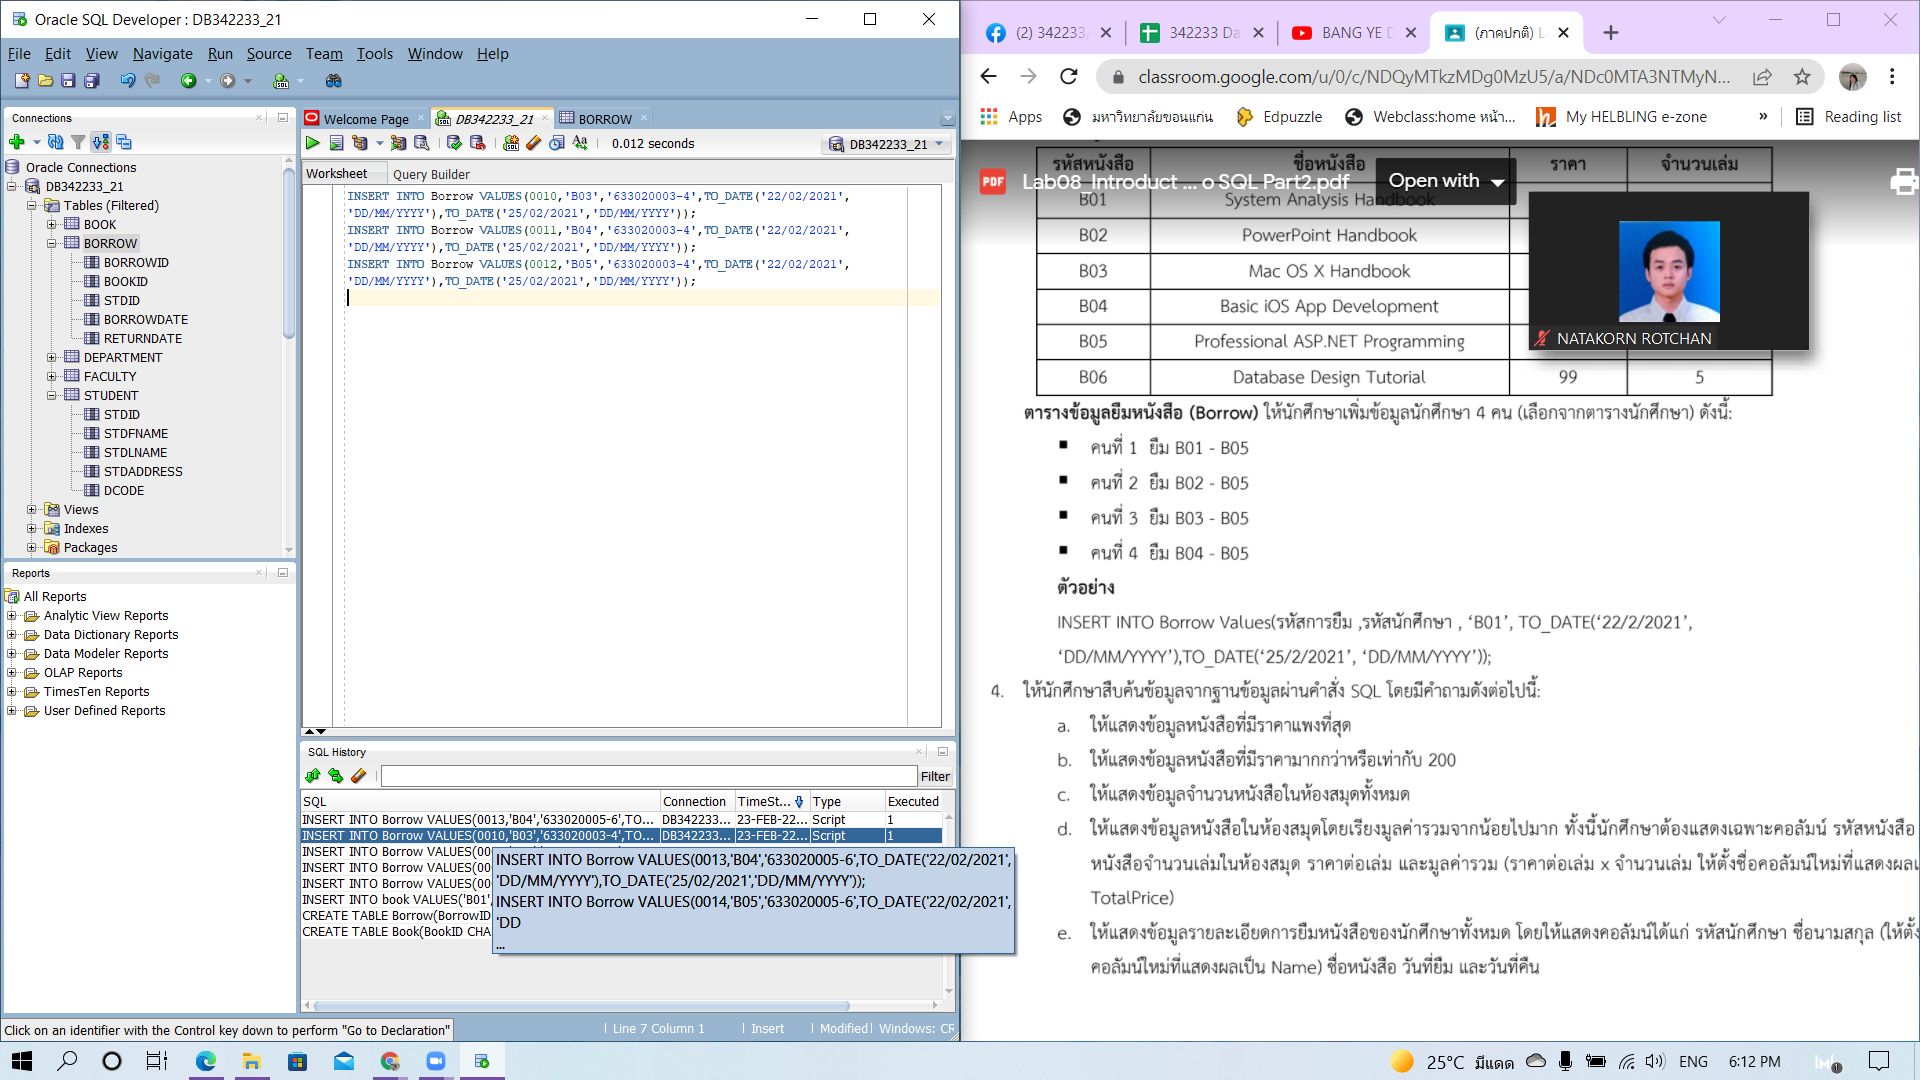 Oracle SQL Developer : DB342233_21
File Edit View Navigate Run Source Team Tools Window Help
Connections
Oracle Connections
DB342233_21
Tables (Filtered)
BOOK
BORROW
BORROWID
BOOKID
STDID
BORROWDATE
RETURNDATE
DEPARTMENT
FACULTY
STUDENT
STDID
STDFNAME
STDLNAME
STDADDRESS
DCODE
Views
Indexes
Packages
Reports
All Reports
Analytic View Reports
Data Dictionary Reports
Data Modeler Reports
OLAP Reports
TimesTen Reports
User Defined Reports
Welcome Page
DB342233_21
BORROW
0.012 seconds
DB342233_21
Worksheet Query Builder
INSERT INTO Borrow VALUES(0010,'B03','633020003-4',TO_DATE('22/02/2021',
'DD/MM/YYYY'),TO_DATE('25/02/2021','DD/MM/YYYY'));
INSERT INTO Borrow VALUES(0011,'B04','633020003-4',TO_DATE('22/02/2021',
'DD/MM/YYYY'),TO_DATE('25/02/2021','DD/MM/YYYY'));
INSERT INTO Borrow VALUES(0012,'B05','633020003-4',TO_DATE('22/02/2021',
'DD/MM/YYYY'),TO_DATE('25/02/2021','DD/MM/YYYY'));
SQL History
Filter
SQL Connection TimeSt... Type Executed
INSERT INTO Borrow VALUES(0013,'B04','633020005-6',TO... DB342233... 23-FEB-22... Script 1
INSERT INTO Borrow VALUES(0010,'B03','633020003-4',TO... DB342233... 23-FEB-22... Script 1
INSERT INTO Borrow VALUES(00
INSERT INTO Borrow VALUES(00
INSERT INTO Borrow VALUES(00
INSERT INTO book VALUES('B01',
CREATE TABLE Borrow(BorrowID
CREATE TABLE Book(BookID CHA
INSERT INTO Borrow VALUES(0013,'B04','633020005-6',TO_DATE('22/02/2021',
'DD/MM/YYYY'),TO_DATE('25/02/2021','DD/MM/YYYY'));
INSERT INTO Borrow VALUES(0014,'B05','633020005-6',TO_DATE('22/02/2021',
'DD
...
Click on an identifier with the Control key down to perform "Go to Declaration"
Line 7 Column 1 Insert Modified Windows: CR
(2) 342233
342233 Da
BANG YE D
(ภาคปกติ) L
classroom.google.com/u/0/c/NDQyMTkzMDg0MzU5/a/NDc0MTA3NTMyN...
Apps มหาวิทยาลัยขอนแก่น Edpuzzle Webclass:home หน้า... My HELBLING e-zone » Reading list
PDF Lab08_Introduct ... o SQL Part2.pdf Open with
รหัสหนังสือ ชื่อหนังสือ ราคา จำนวนเล่ม
B01 System Analysis Handbook
B02 PowerPoint Handbook
B03 Mac OS X Handbook
B04 Basic iOS App Development
B05 Professional ASP.NET Programming
B06 Database Design Tutorial 99 5
NATAKORN ROTCHAN
ตารางข้อมูลยืมหนังสือ (Borrow) ให้นักศึกษาเพิ่มข้อมูลนักศึกษา 4 คน (เลือกจากตารางนักศึกษา) ดังนี้:
คนที่ 1 ยืม B01 - B05
คนที่ 2 ยืม B02 - B05
คนที่ 3 ยืม B03 - B05
คนที่ 4 ยืม B04 - B05
ตัวอย่าง
INSERT INTO Borrow Values(รหัสการยืม ,รหัสนักศึกษา , ‘B01’, TO_DATE(‘22/2/2021’,
‘DD/MM/YYYY’),TO_DATE(‘25/2/2021’, ‘DD/MM/YYYY’));
4. ให้นักศึกษาสืบค้นข้อมูลจากฐานข้อมูลผ่านคำสั่ง SQL โดยมีคำถามดังต่อไปนี้:
a. ให้แสดงข้อมูลหนังสือที่มีราคาแพงที่สุด
b. ให้แสดงข้อมูลหนังสือที่มีราคามากกว่าหรือเท่ากับ 200
c. ให้แสดงข้อมูลจำนวนหนังสือในห้องสมุดทั้งหมด
d. ให้แสดงข้อมูลหนังสือในห้องสมุดโดยเรียงมูลค่ารวมจากน้อยไปมาก ทั้งนี้นักศึกษาต้องแสดงเฉพาะคอลัมน์ รหัสหนังสือ
หนังสือจำนวนเล่มในห้องสมุด ราคาต่อเล่ม และมูลค่ารวม (ราคาต่อเล่ม x จำนวนเล่ม ให้ตั้งชื่อคอลัมน์ใหม่ที่แสดงผลเ
TotalPrice)
e. ให้แสดงข้อมูลรายละเอียดการยืมหนังสือของนักศึกษาทั้งหมด โดยให้แสดงคอลัมน์ได้แก่ รหัสนักศึกษา ชื่อนามสกุล (ให้ตั้ง
คอลัมน์ใหม่ที่แสดงผลเป็น Name) ชื่อหนังสือ วันที่ยืม และวันที่คืน
25°C มีแดด ENG 6:12 PM